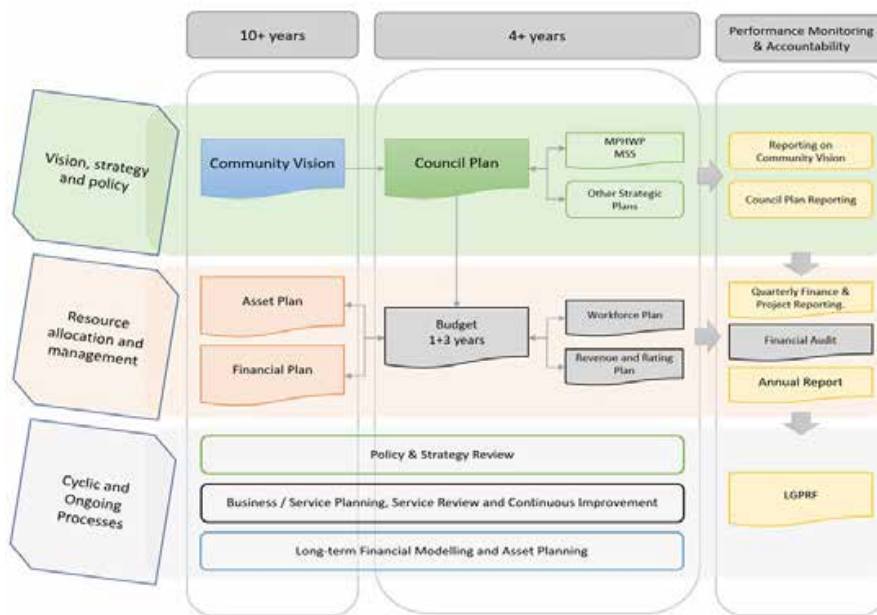 10+ years
4+ years
Performance Monitoring
& Accountability
Vision, strategy
and policy
Community Vision
Council Plan
MPHWP
MSS
Other Strategic
Plans
Reporting on
Community Vision
Council Plan Reporting
Resource
allocation and
management
Asset Plan
Financial Plan
Budget
1+3 years
Workforce Plan
Revenue and Rating
Plan
Quarterly Finance &
Project Reporting.
Financial Audit
Annual Report
Cyclic and
Ongoing
Processes
Policy & Strategy Review
Business / Service Planning, Service Review and Continuous Improvement
Long-term Financial Modelling and Asset Planning
LGPRF